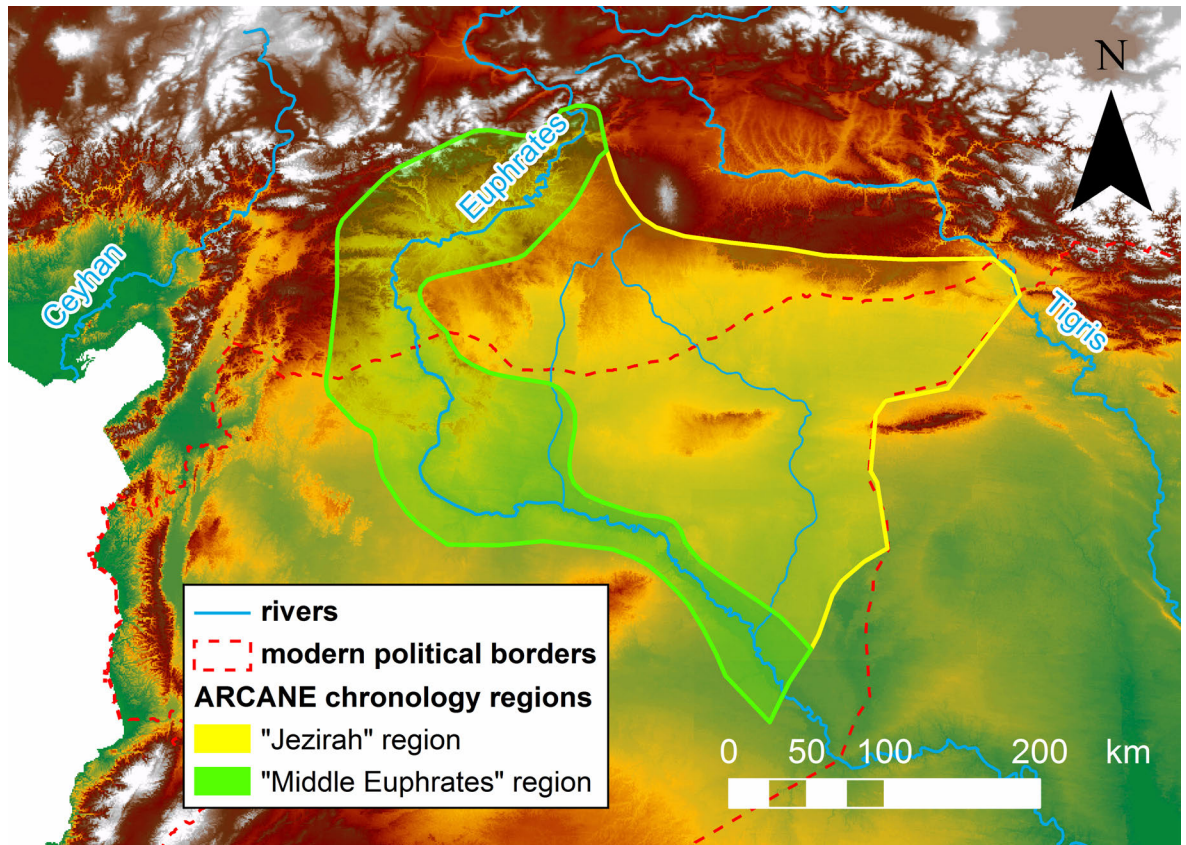 N
Euphrates
Ceyhan
Tigris
rivers
modern political borders
ARCANE chronology regions
"Jezirah" region
"Middle Euphrates" region
0 50 100 200 km